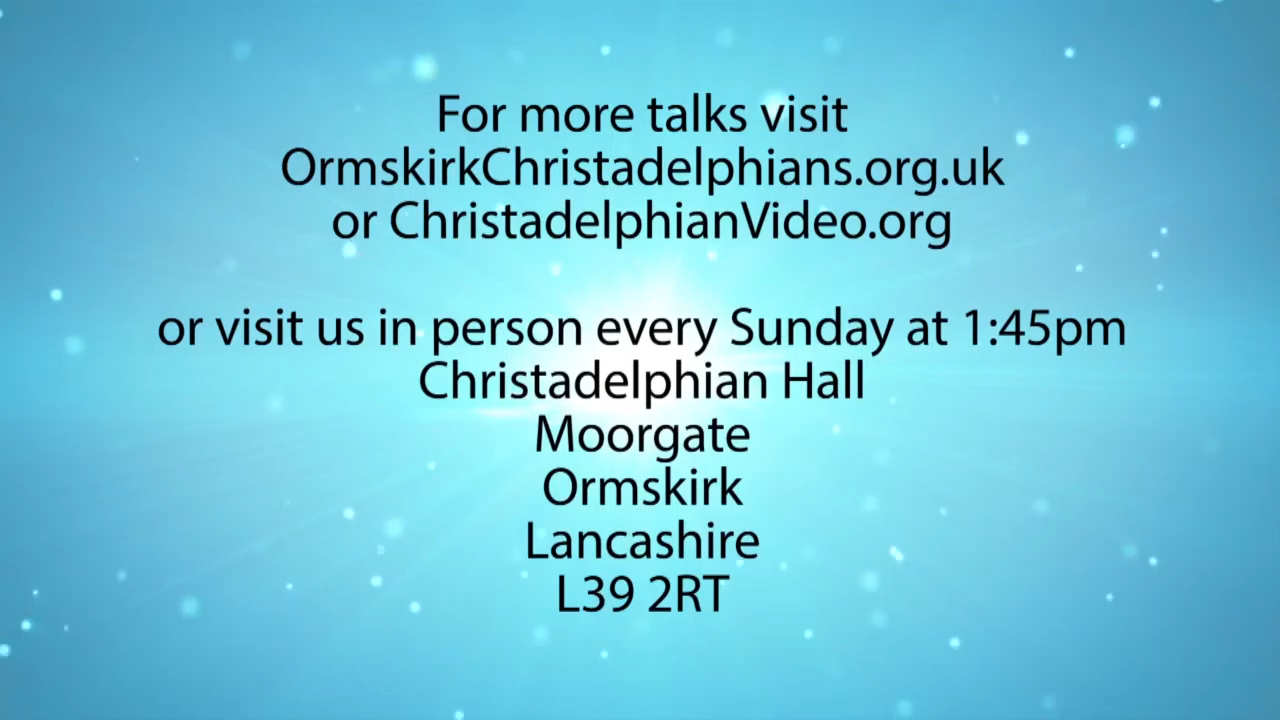 For more talks visit
OrmskirkChristadelphians.org.uk
or ChristadelphianVideo.org
or visit us in person every Sunday at 1:45pm
Christadelphian Hall
Moorgate
Ormskirk
Lancashire
L39 2RT